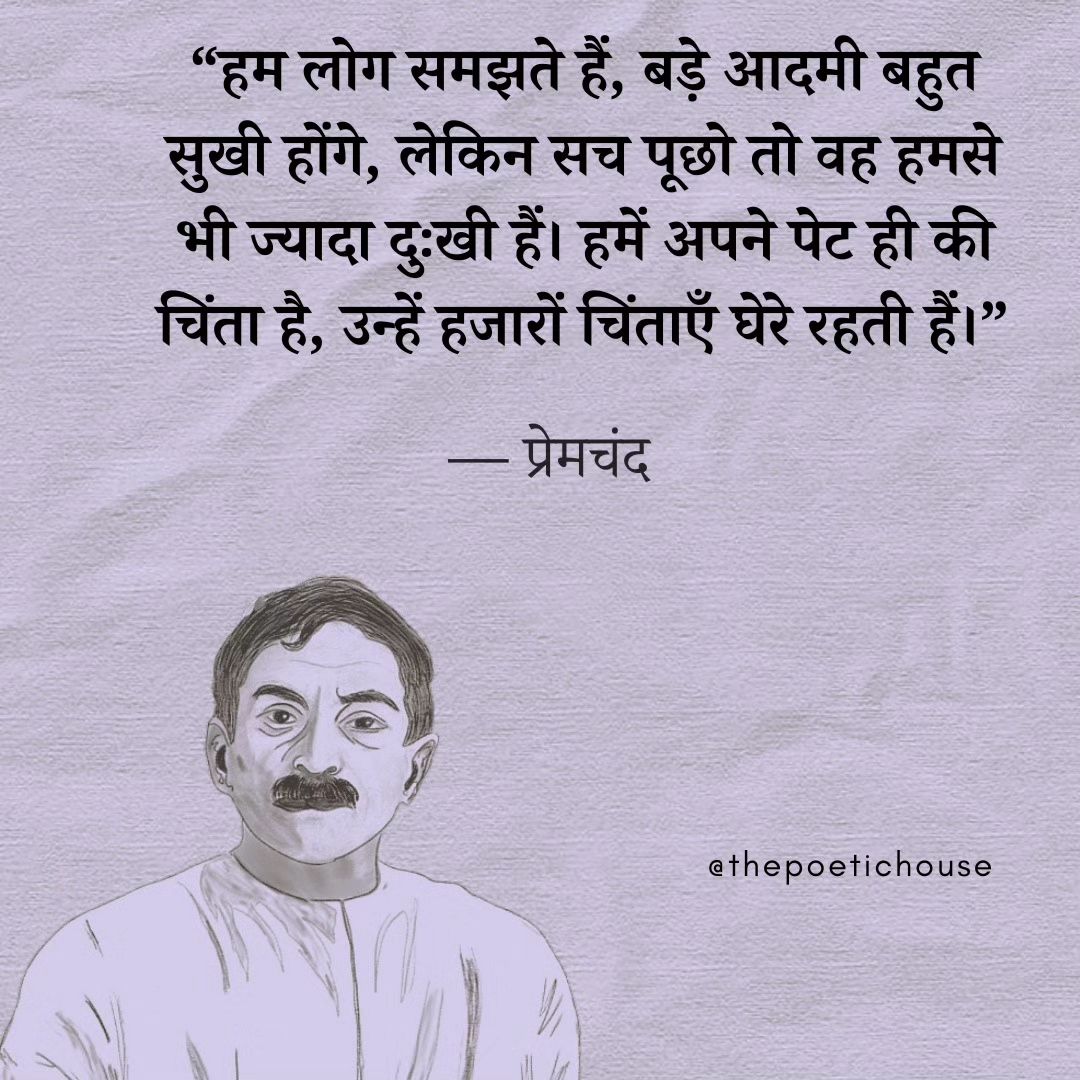 “हम लोग समझते हैं, बड़े आदमी बहुत
सुखी होंगे, लेकिन सच पूछो तो वह हमसे
भी ज्यादा दुःखी हैं। हमें अपने पेट ही की
चिंता है, उन्हें हजारों चिंताएँ घेरे रहती हैं।”
— प्रेमचंद
@thepoetichouse